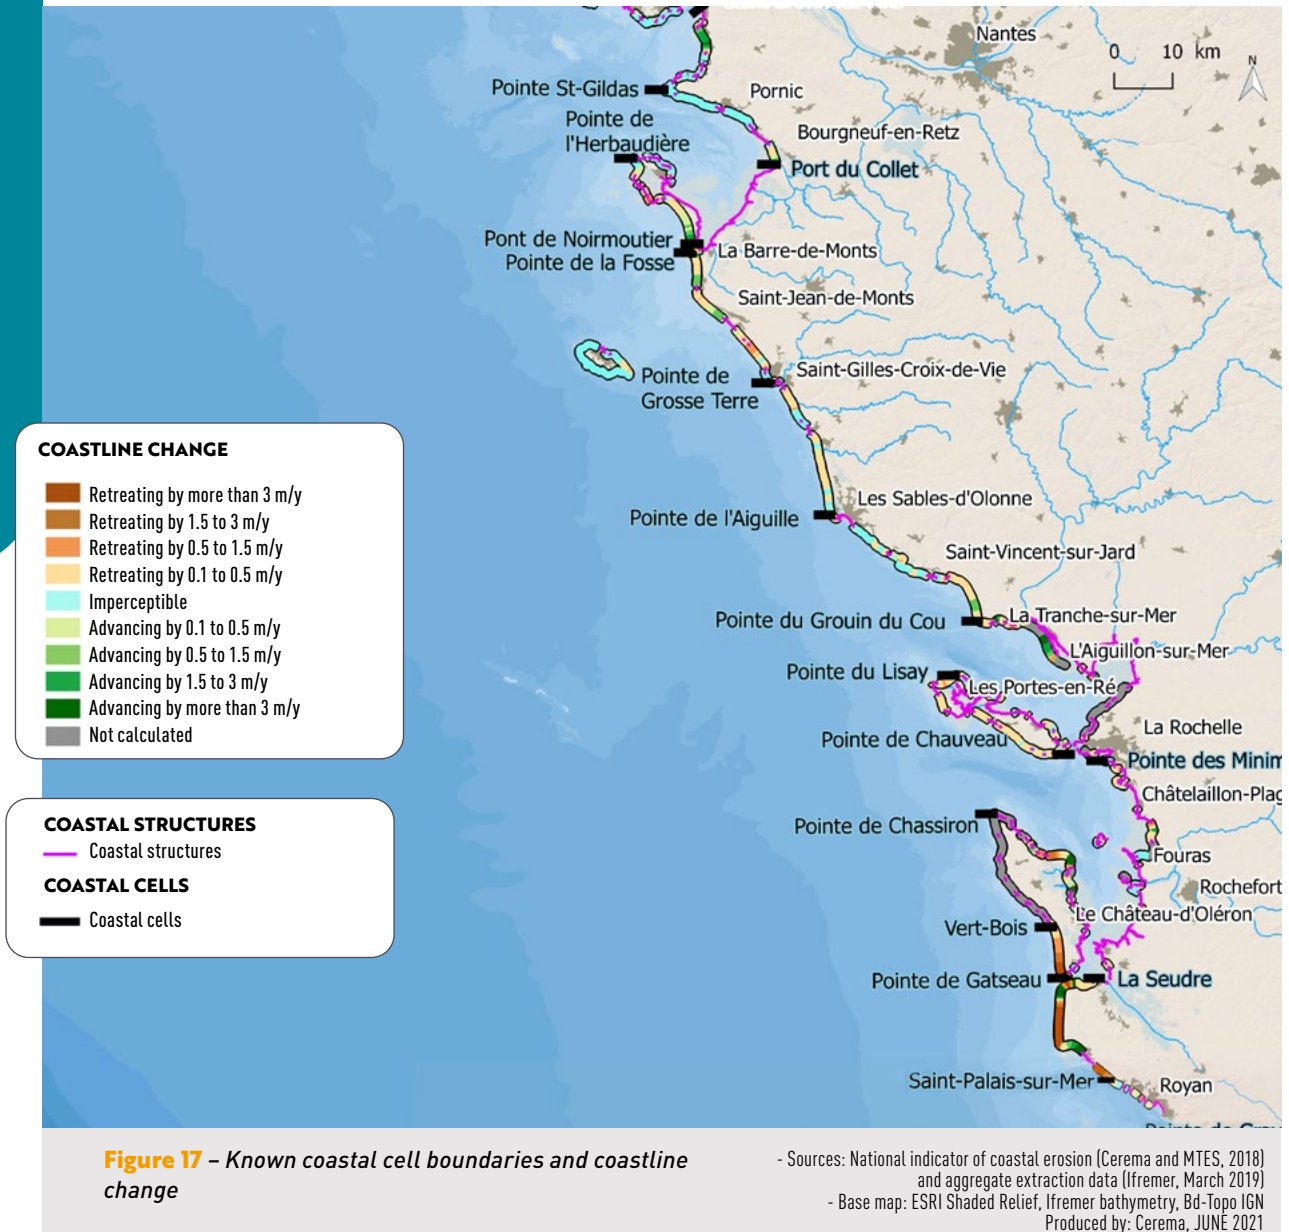 Nantes
0 10 km
N
Pointe St-Gildas
Pornic
Pointe de
l'Herbaudière
Bourgneuf-en-Retz
Port du Collet
Pont de Noirmoutier
La Barre-de-Monts
Pointe de la Fosse
Saint-Jean-de-Monts
Saint-Gilles-Croix-de-Vie
Pointe de
Grosse Terre
COASTLINE CHANGE
Retreating by more than 3 m/y
Retreating by 1.5 to 3 m/y
Retreating by 0.5 to 1.5 m/y
Retreating by 0.1 to 0.5 m/y
Imperceptible
Advancing by 0.1 to 0.5 m/y
Advancing by 0.5 to 1.5 m/y
Advancing by 1.5 to 3 m/y
Advancing by more than 3 m/y
Not calculated
Les Sables-d'Olonne
Pointe de l'Aiguille
Saint-Vincent-sur-Jard
Pointe du Grouin du Cou
La Tranche-sur-Mer
L'Aiguillon-sur-Mer
Pointe du Lisay
Les Portes-en-Ré
La Rochelle
Pointe de Chauveau
Pointe des Minim
Châtelaillon-Plag
COASTAL STRUCTURES
Coastal structures
COASTAL CELLS
Coastal cells
Pointe de Chassiron
Fouras
Rochefort
Le Château-d'Oléron
Vert-Bois
Pointe de Gatseau
La Seudre
Saint-Palais-sur-Mer
Royan
Figure 17 – Known coastal cell boundaries and coastline
change
- Sources: National indicator of coastal erosion (Cerema and MTES, 2018)
and aggregate extraction data (Ifremer, March 2019)
- Base map: ESRI Shaded Relief, Ifremer bathymetry, Bd-Topo IGN
Produced by: Cerema, JUNE 2021